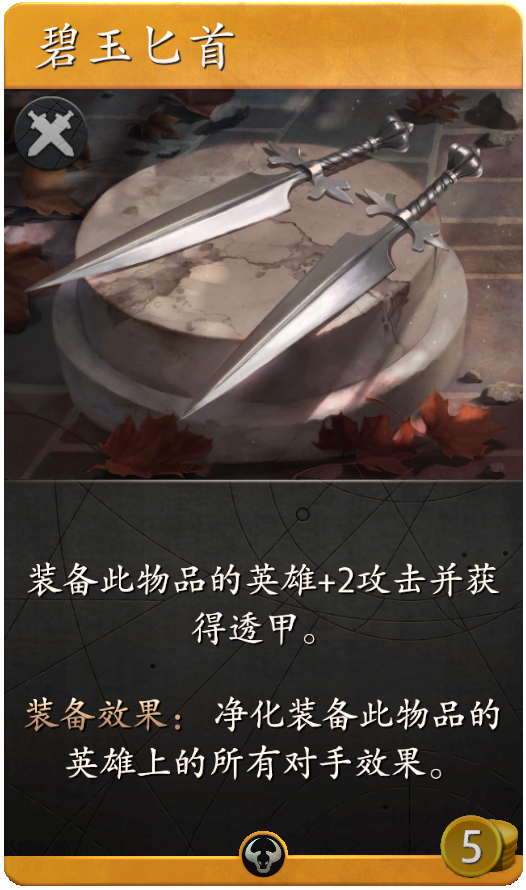 碧玉匕首
装备此物品的英雄+2攻击并获
得透甲。
装备效果： 净化装备此物品的
英雄上的所有对手效果。
5